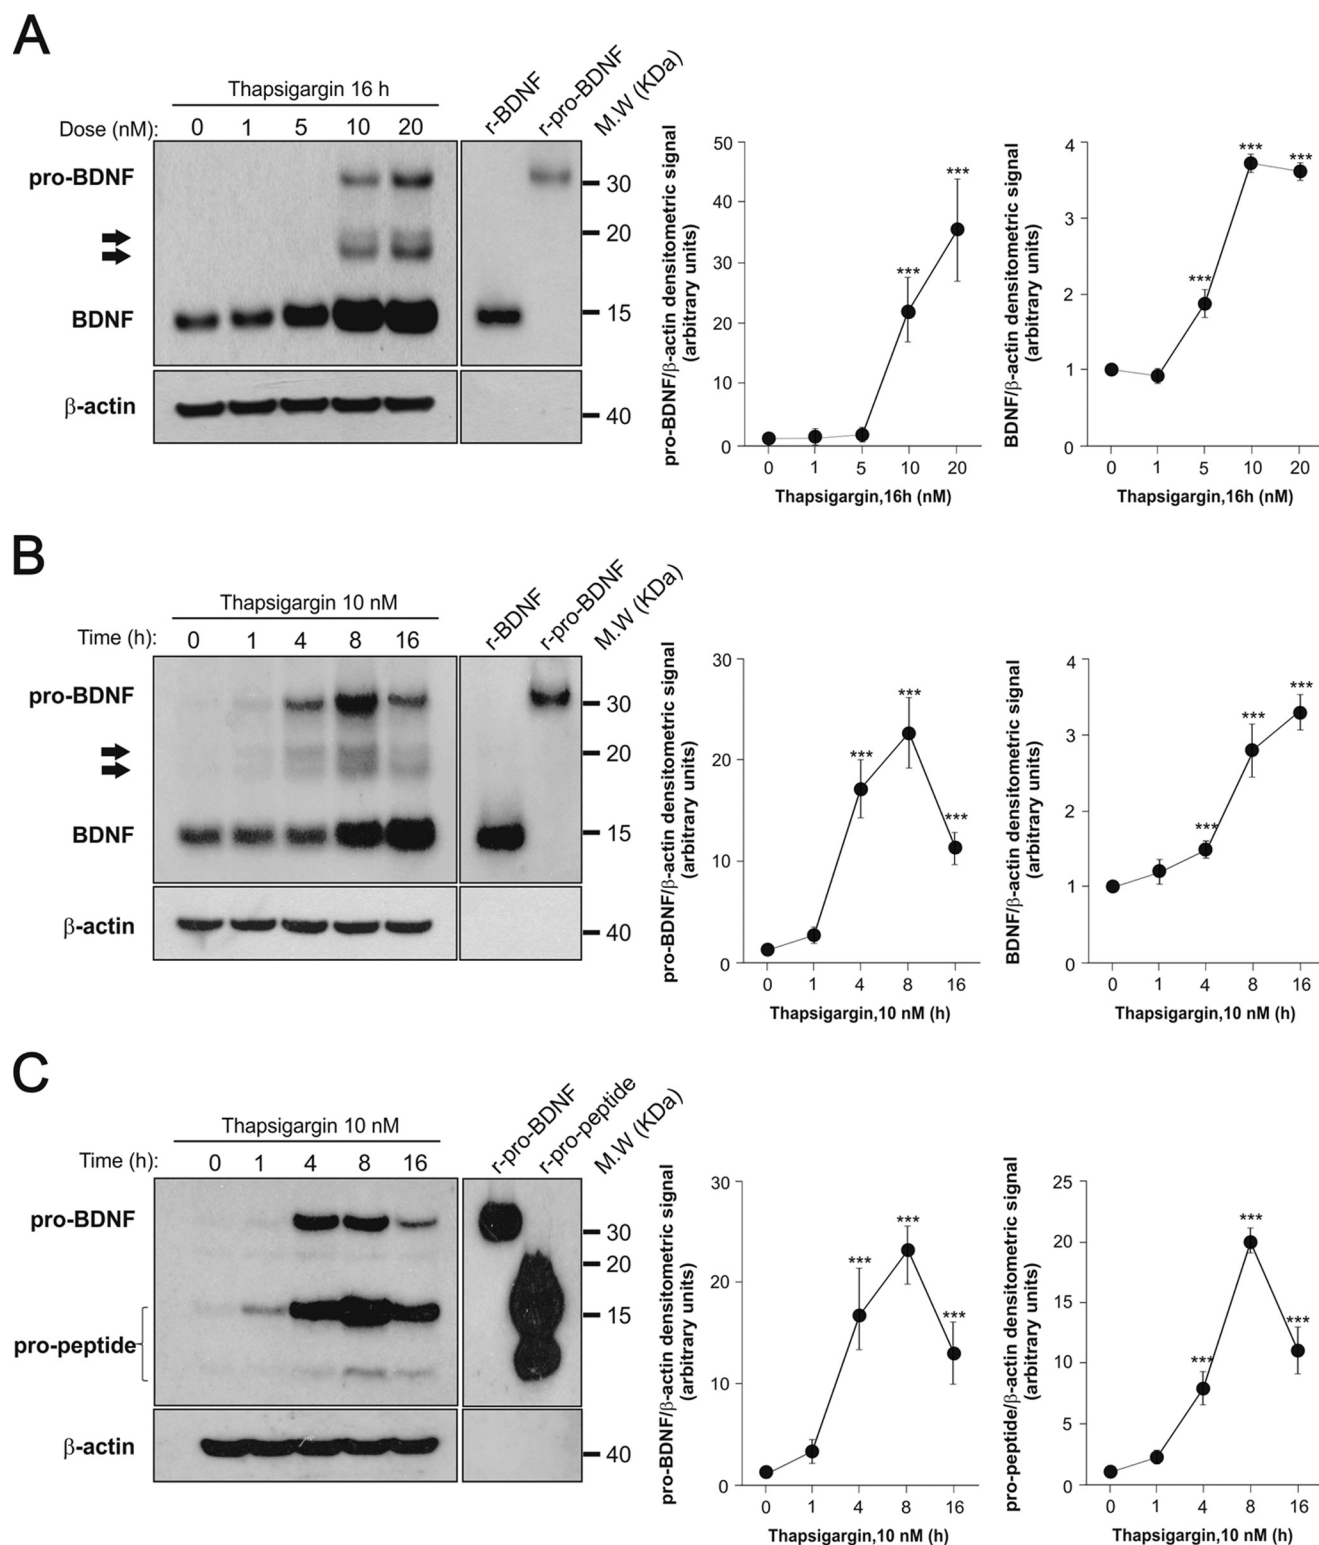 A
Thapsigargin 16 h
Dose (nM): 0 1 5 10 20
r-BDNF
r-pro-BDNF
M.W (KDa)
pro-BDNF
BDNF
β-actin
30
20
15
40
pro-BDNF/β-actin densitometric signal
(arbitrary units)
50
40
30
20
10
0
***
***
0 1 5 10 20
Thapsigargin,16h (nM)
BDNF/β-actin densitometric signal
(arbitrary units)
4
3
2
1
0
***
***
***
0 1 5 10 20
Thapsigargin,16h (nM)
B
Thapsigargin 10 nM
Time (h): 0 1 4 8 16
r-BDNF
r-pro-BDNF
M.W (KDa)
pro-BDNF
BDNF
β-actin
30
20
15
40
pro-BDNF/β-actin densitometric signal
(arbitrary units)
30
20
10
0
***
***
***
0 1 4 8 16
Thapsigargin,10 nM (h)
BDNF/β-actin densitometric signal
(arbitrary units)
4
3
2
1
0
***
***
***
0 1 4 8 16
Thapsigargin,10 nM (h)
C
Thapsigargin 10 nM
Time (h): 0 1 4 8 16
r-pro-BDNF
r-pro-peptide
M.W (KDa)
pro-BDNF
pro-peptide
β-actin
30
20
15
40
pro-BDNF/β-actin densitometric signal
(arbitrary units)
30
20
10
0
***
***
***
0 1 4 8 16
Thapsigargin,10 nM (h)
pro-peptide/β-actin densitometric signal
(arbitrary units)
25
20
15
10
5
0
***
***
***
0 1 4 8 16
Thapsigargin,10 nM (h)